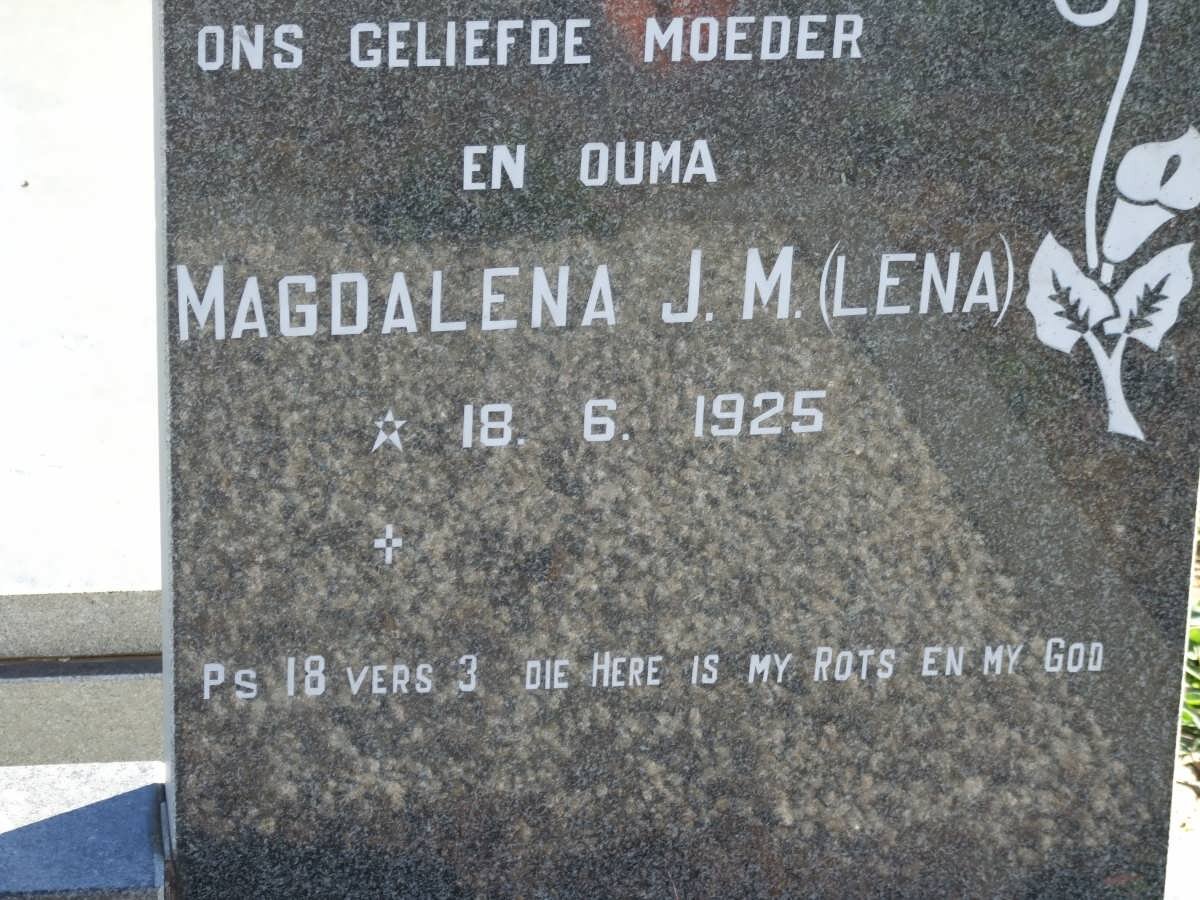 ONS GELIEFDE MOEDER
EN OUMA
MAGDALENA J. M. (LENA)
☆ 18. 6. 1925
✢
PS 18 VERS 3 DIE HERE IS MY ROTS EN MY GOD